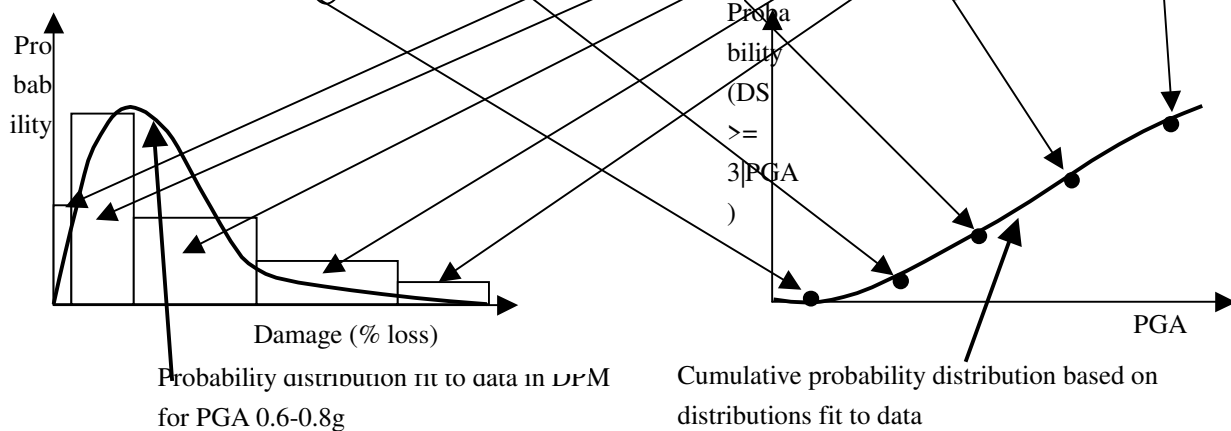 Pro
bab
ility
Damage (% loss)
Probability distribution fit to data in DPM
for PGA 0.6-0.8g
Proba
bility
(DS
>=
3|PGA
)
PGA
Cumulative probability distribution based on
distributions fit to data